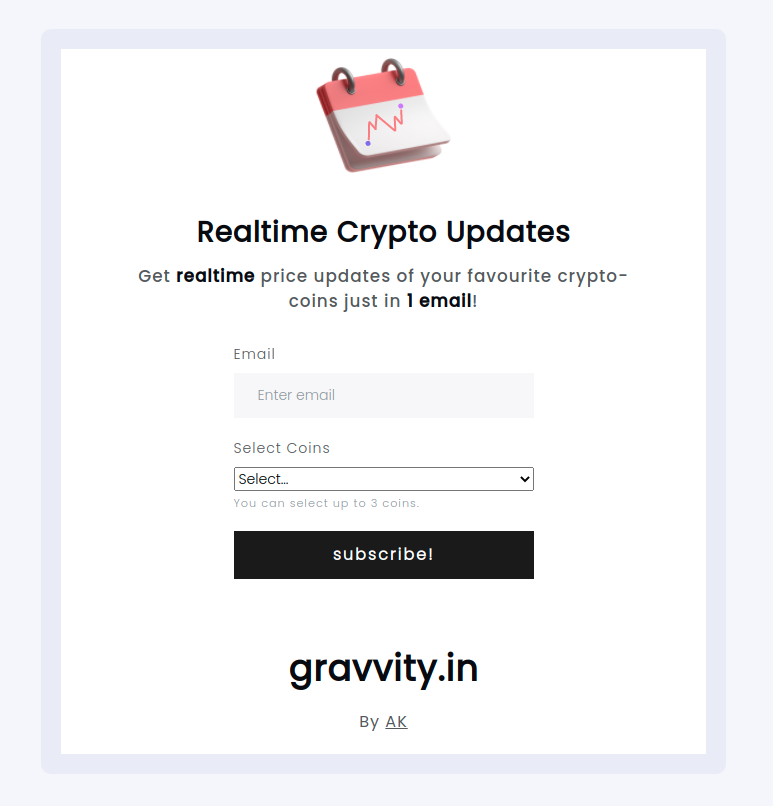 Realtime Crypto Updates
Get realtime price updates of your favourite crypto-
coins just in 1 email!
Email
Enter email
Select Coins
Select...
You can select up to 3 coins.
subscribe!
gravvity.in
By AK